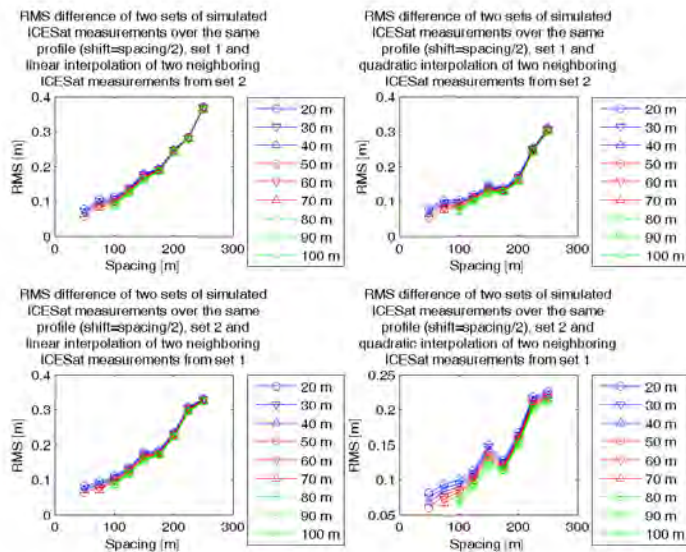 RMS difference of two sets of simulated
ICESat measurements over the same
profile (shift=spacing/2), set 1 and
linear interpolation of two neighboring
ICESat measurements from set 2
0.4
0.3
0.2
0.1
0
RMS [m]
0
100
200
300
Spacing [m]
20 m
30 m
40 m
50 m
60 m
70 m
80 m
90 m
100 m
RMS difference of two sets of simulated
ICESat measurements over the same
profile (shift=spacing/2), set 1 and
quadratic interpolation of two neighboring
ICESat measurements from set 2
0.4
0.3
0.2
0.1
0
RMS [m]
0
100
200
300
Spacing [m]
20 m
30 m
40 m
50 m
60 m
70 m
80 m
90 m
100 m
RMS difference of two sets of simulated
ICESat measurements over the same
profile (shift=spacing/2), set 2 and
linear interpolation of two neighboring
ICESat measurements from set 1
0.4
0.3
0.2
0.1
0
RMS [m]
0
100
200
300
Spacing [m]
20 m
30 m
40 m
50 m
60 m
70 m
80 m
90 m
100 m
RMS difference of two sets of simulated
ICESat measurements over the same
profile (shift=spacing/2), set 2 and
quadratic interpolation of two neighboring
ICESat measurements from set 1
0.25
0.2
0.15
0.1
0.05
RMS [m]
0
100
200
300
Spacing [m]
20 m
30 m
40 m
50 m
60 m
70 m
80 m
90 m
100 m